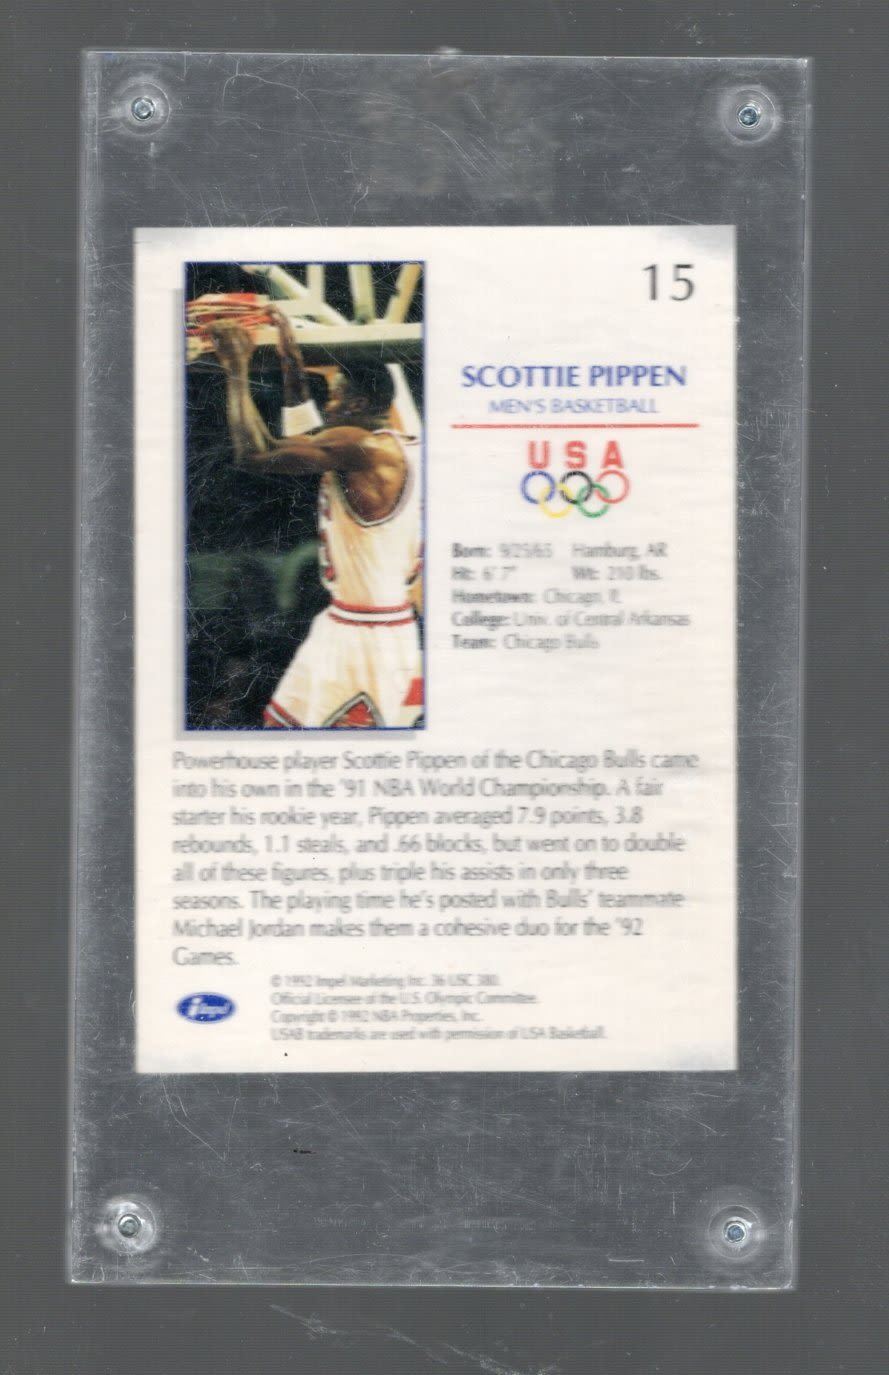 15
SCOTTIE PIPPEN
MEN'S BASKETBALL
USA
Born: 9/25/65 Hamburg, AR
Ht: 6' 7" Wt: 210 lbs.
Hometown: Chicago, IL
College: Univ. of Central Arkansas
Team: Chicago Bulls
Powerhouse player Scottie Pippen of the Chicago Bulls came
into his own in the '91 NBA World Championship. A fair
starter his rookie year, Pippen averaged 7.9 points, 3.8
rebounds, 1.1 steals, and .66 blocks, but went on to double
all of these figures, plus triple his assists in only three
seasons. The playing time he's posted with Bulls' teammate
Michael Jordan makes them a cohesive duo for the '92
Games.
© 1992 Impel Marketing Inc. 36 USC 380.
Official Licensee of the U.S. Olympic Committee.
Copyright © 1992 NBA Properties, Inc.
USAB trademarks are used with permission of USA Basketball.
impel